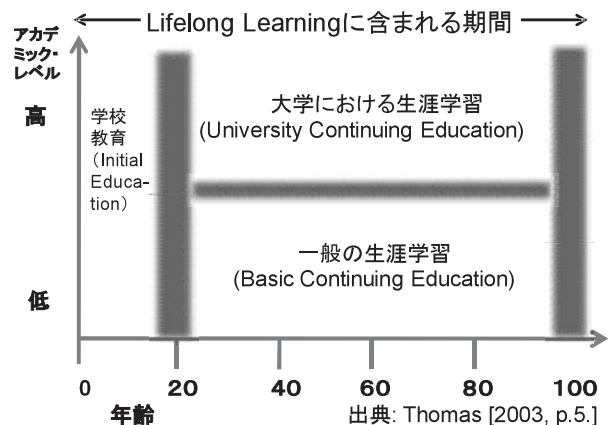 Lifelong Learningに含まれる期間
アカデ
ミック・
レベル
高
学校
教育
（Initial
Educa-
tion）
大学における生涯学習
(University Continuing Education)
一般の生涯学習
(Basic Continuing Education)
低
0 20 40 60 80 100
年齢
出典: Thomas [2003, p.5.]